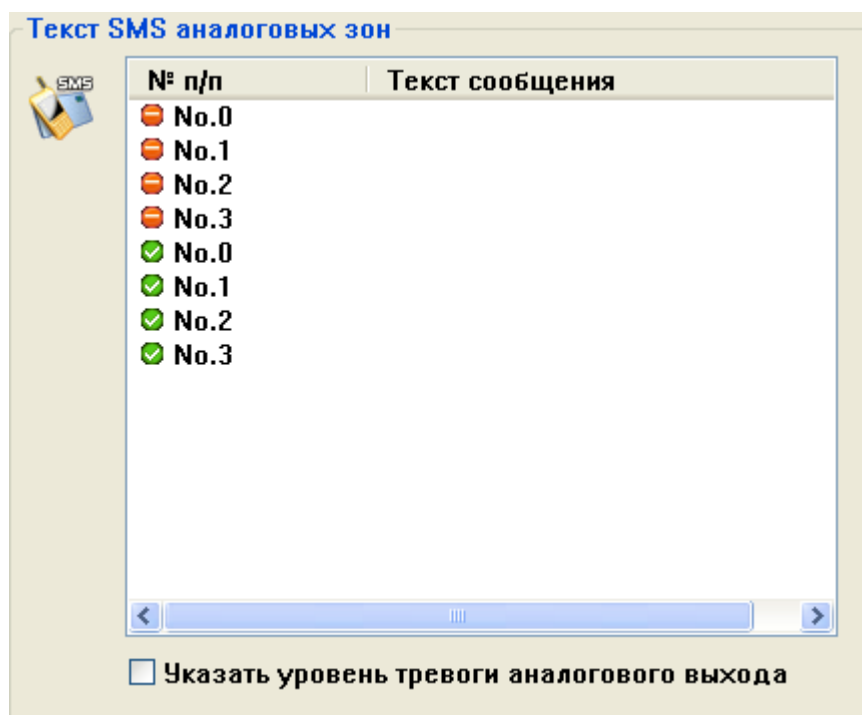 Текст SMS аналоговых зон
SMS
№ п/п Текст сообщения
No.0
No.1
No.2
No.3
No.0
No.1
No.2
No.3
Указать уровень тревоги аналогового выхода